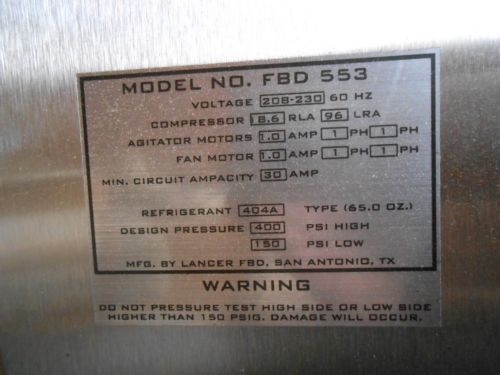 MODEL NO. FBD 553
VOLTAGE 208-230 60 HZ
COMPRESSOR 18.6 RLA 96 LRA
AGITATOR MOTORS 1.0 AMP 1 PH 1 PH
FAN MOTOR 1.0 AMP 1 PH 1 PH
MIN. CIRCUIT AMPACITY 30 AMP
REFRIGERANT 404A TYPE (65.0 OZ.)
DESIGN PRESSURE 400 PSI HIGH
150 PSI LOW
MFG. BY LANCER FBD, SAN ANTONIO, TX
WARNING
DO NOT PRESSURE TEST HIGH SIDE OR LOW SIDE
HIGHER THAN 150 PSIG. DAMAGE WILL OCCUR.